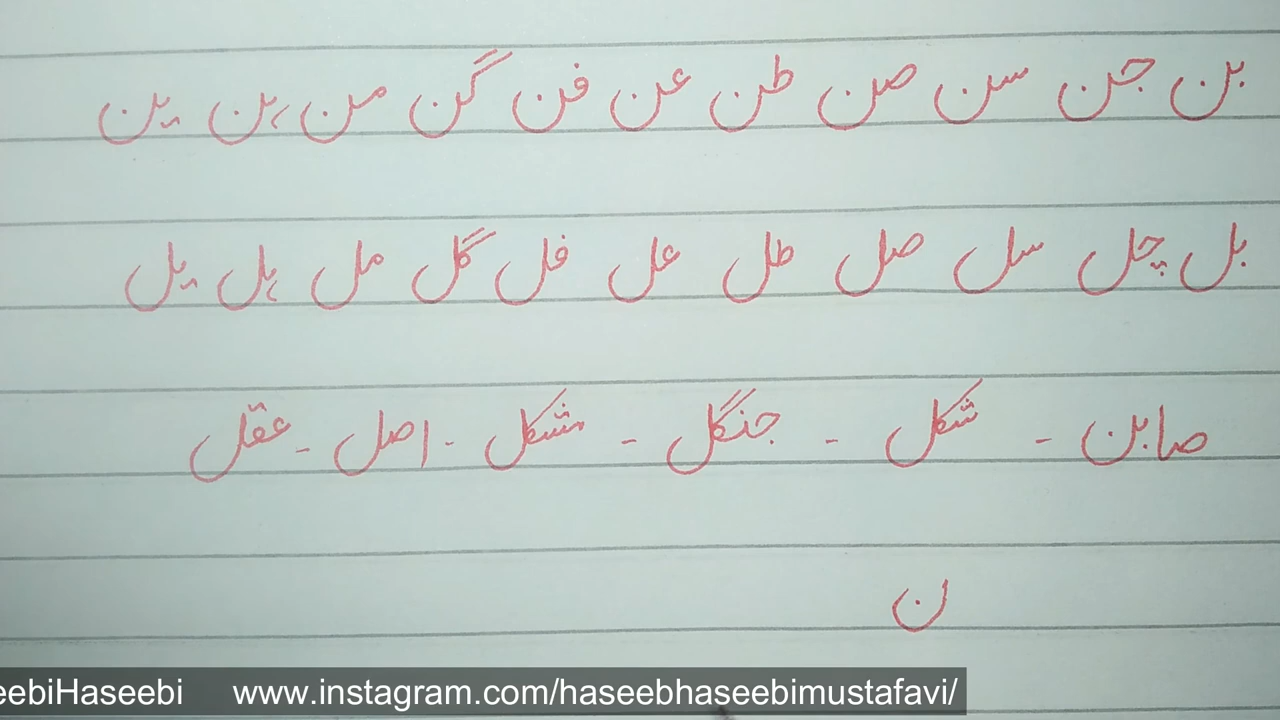 بن جن سن صن طن عن فن گن من ہن ین
بل چل سل صل طل عل فل گل مل ہل یل
صابن - شکل - جنگل - مشکل - اصل - عقل
ن
eebiHaseebi www.instagram.com/haseebhaseebimustafavi/